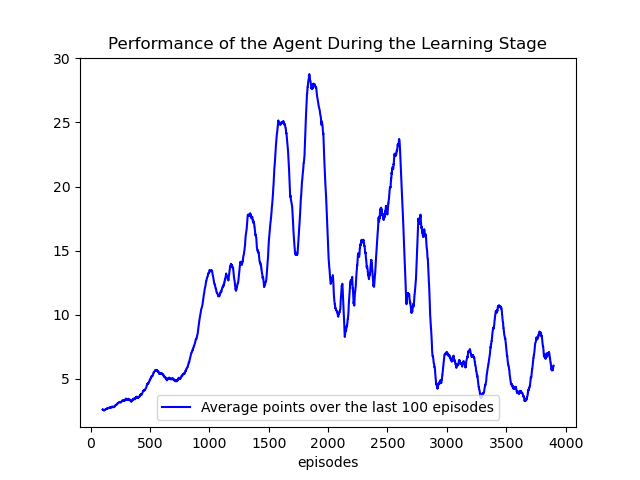 Performance of the Agent During the Learning Stage
30
25
20
15
10
5
Average points over the last 100 episodes
0 500 1000 1500 2000 2500 3000 3500 4000
episodes